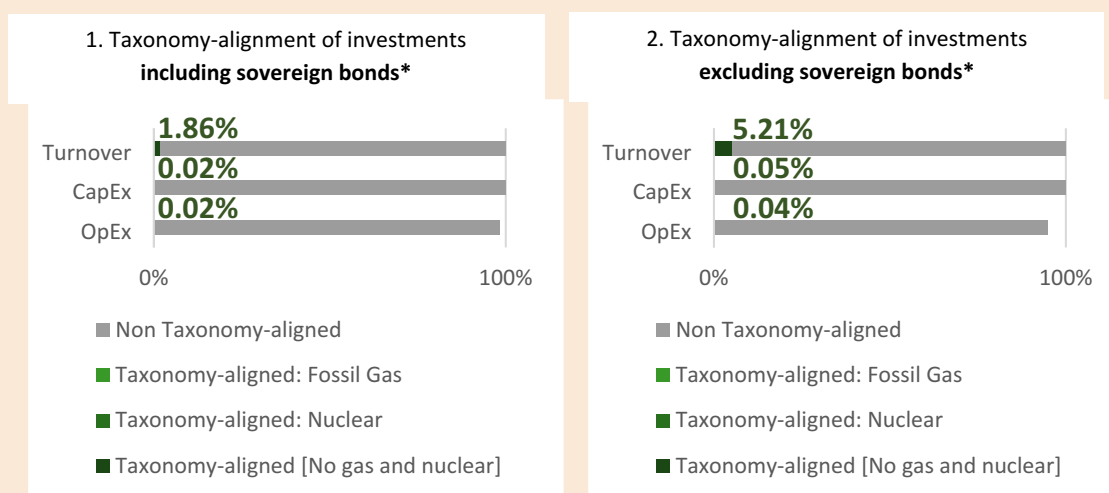 1. Taxonomy-alignment of investments
including sovereign bonds*
1.86%
Turnover
0.02%
CapEx
0.02%
OpEx
0%
100%
Non Taxonomy-aligned
Taxonomy-aligned: Fossil Gas
Taxonomy-aligned: Nuclear
Taxonomy-aligned [No gas and nuclear]
2. Taxonomy-alignment of investments
excluding sovereign bonds*
5.21%
Turnover
0.05%
CapEx
0.04%
OpEx
0%
100%
Non Taxonomy-aligned
Taxonomy-aligned: Fossil Gas
Taxonomy-aligned: Nuclear
Taxonomy-aligned [No gas and nuclear]